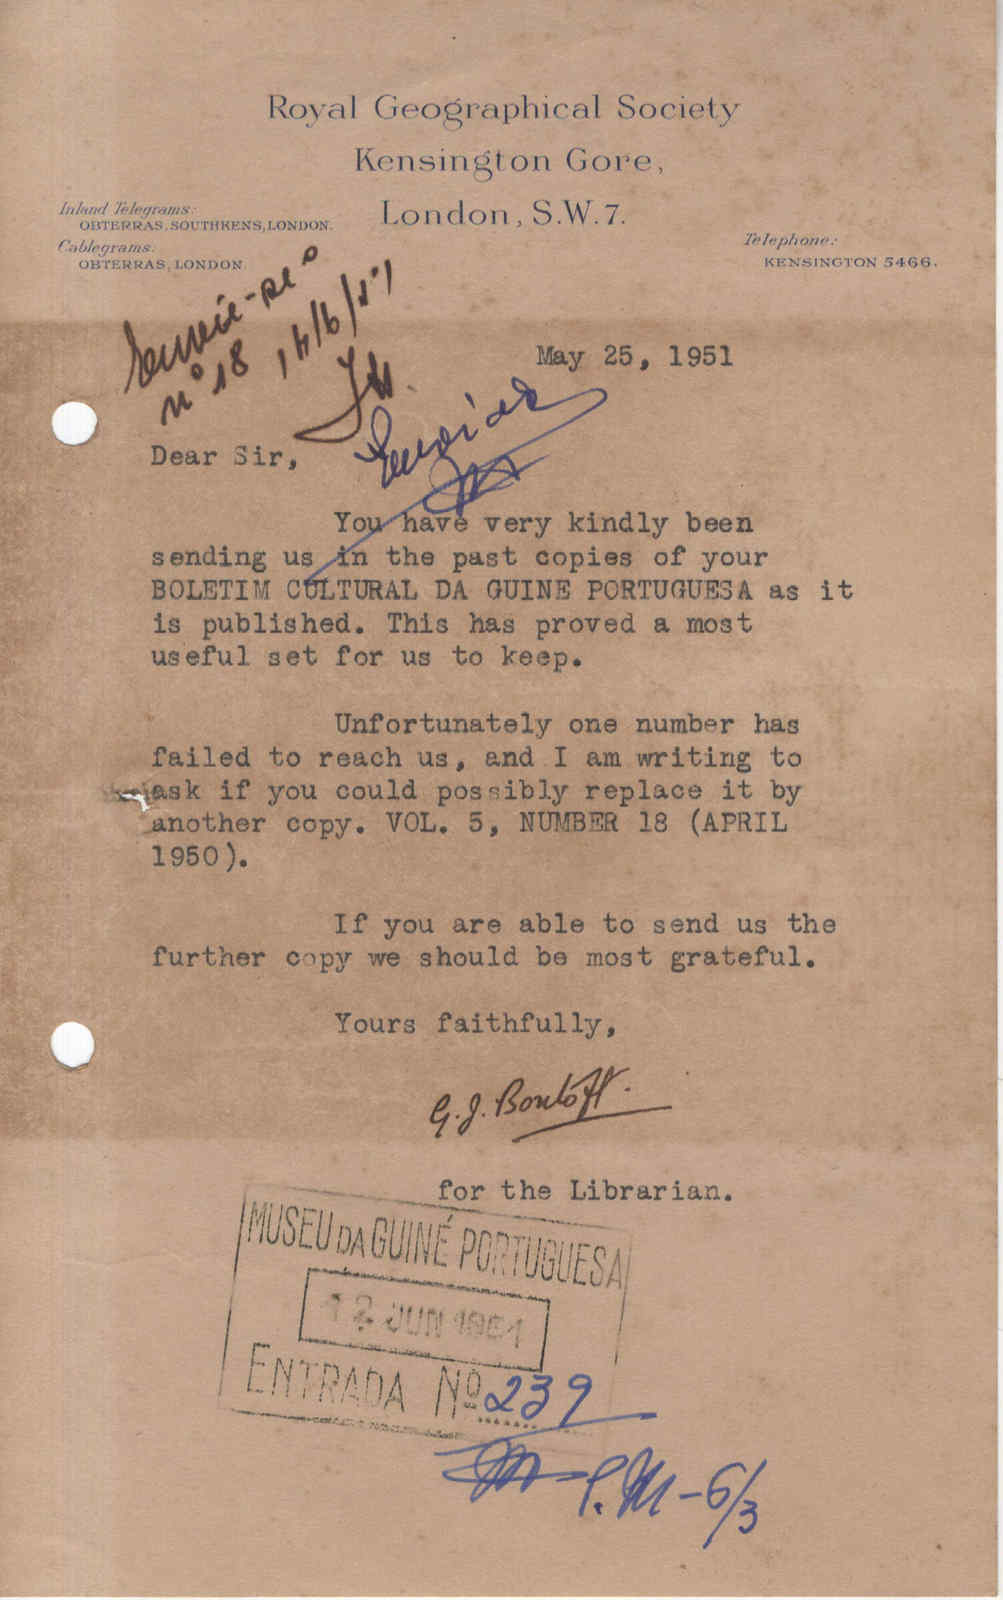 Royal Geographical Society
Kensington Gore,
London, S.W.7.
Inland Telegrams:
OBTERRAS, SOUTHKENS, LONDON.
Cablegrams:
OBTERRAS, LONDON.
Telephone:
KENSINGTON 5466.
nº 18
May 25, 1951
Dear Sir,
You have very kindly been
sending us in the past copies of your
BOLETIM CULTURAL DA GUINE PORTUGUESA as it
is published. This has proved a most
useful set for us to keep.
Unfortunately one number has
failed to reach us, and I am writing to
ask if you could possibly replace it by
another copy. VOL. 5, NUMBER 18 (APRIL
1950).
If you are able to send us the
further copy we should be most grateful.
Yours faithfully,
G.J. Bontoft.
for the Librarian.
MUSEU DA GUINÉ PORTUGUESA
12 JUN 1951
ENTRADA Nº 239
P.M-6/3